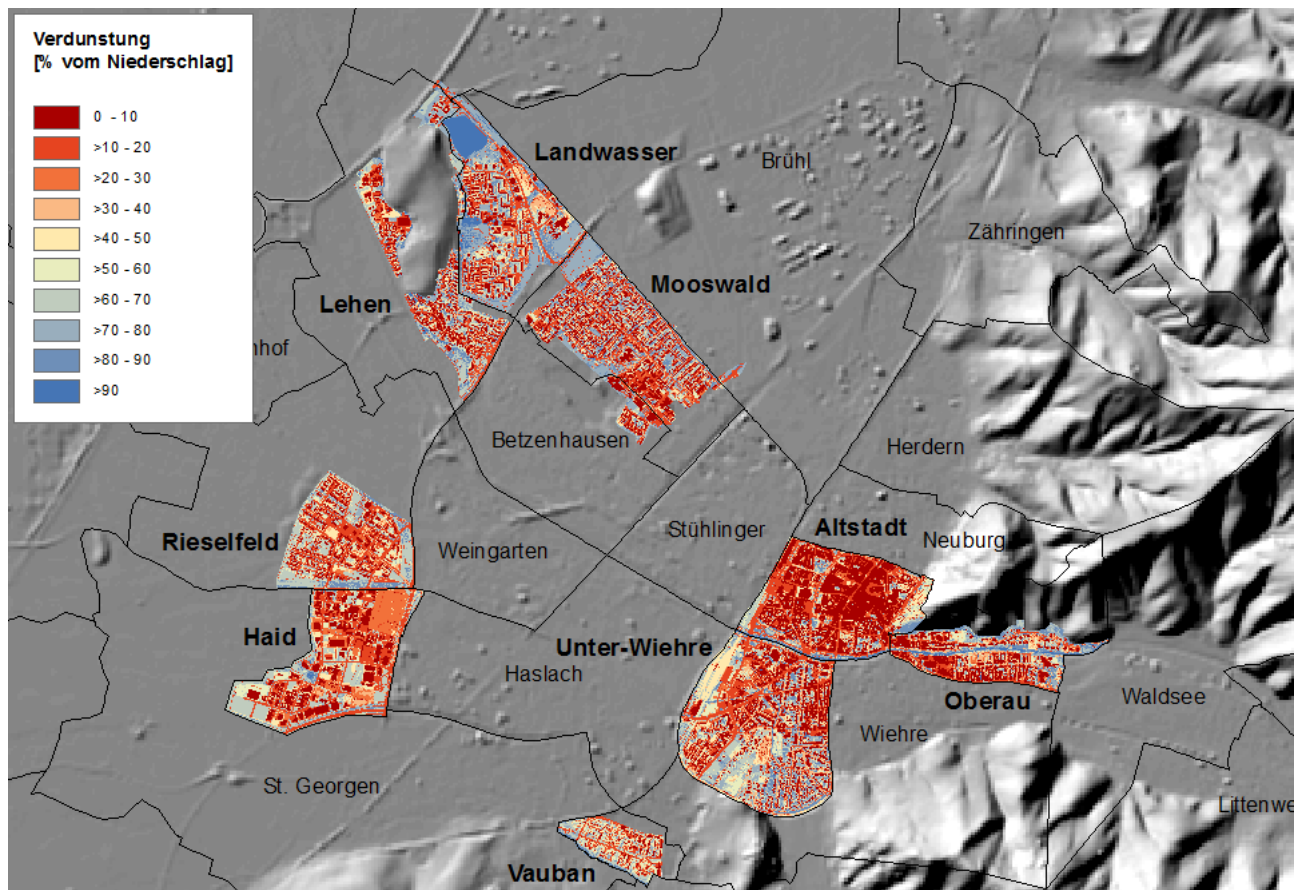 Verdunstung
[% vom Niederschlag]
0 - 10
>10 - 20
>20 - 30
>30 - 40
>40 - 50
>50 - 60
>60 - 70
>70 - 80
>80 - 90
>90
Landwasser
Brühl
Zähringen
Mooswald
Lehen
nhof
Betzenhausen
Herdern
Stühlinger
Altstadt
Neuburg
Rieselfeld
Weingarten
Haid
Unter-Wiehre
Haslach
Oberau
Waldsee
Wiehre
St. Georgen
Littenwe
Vauban